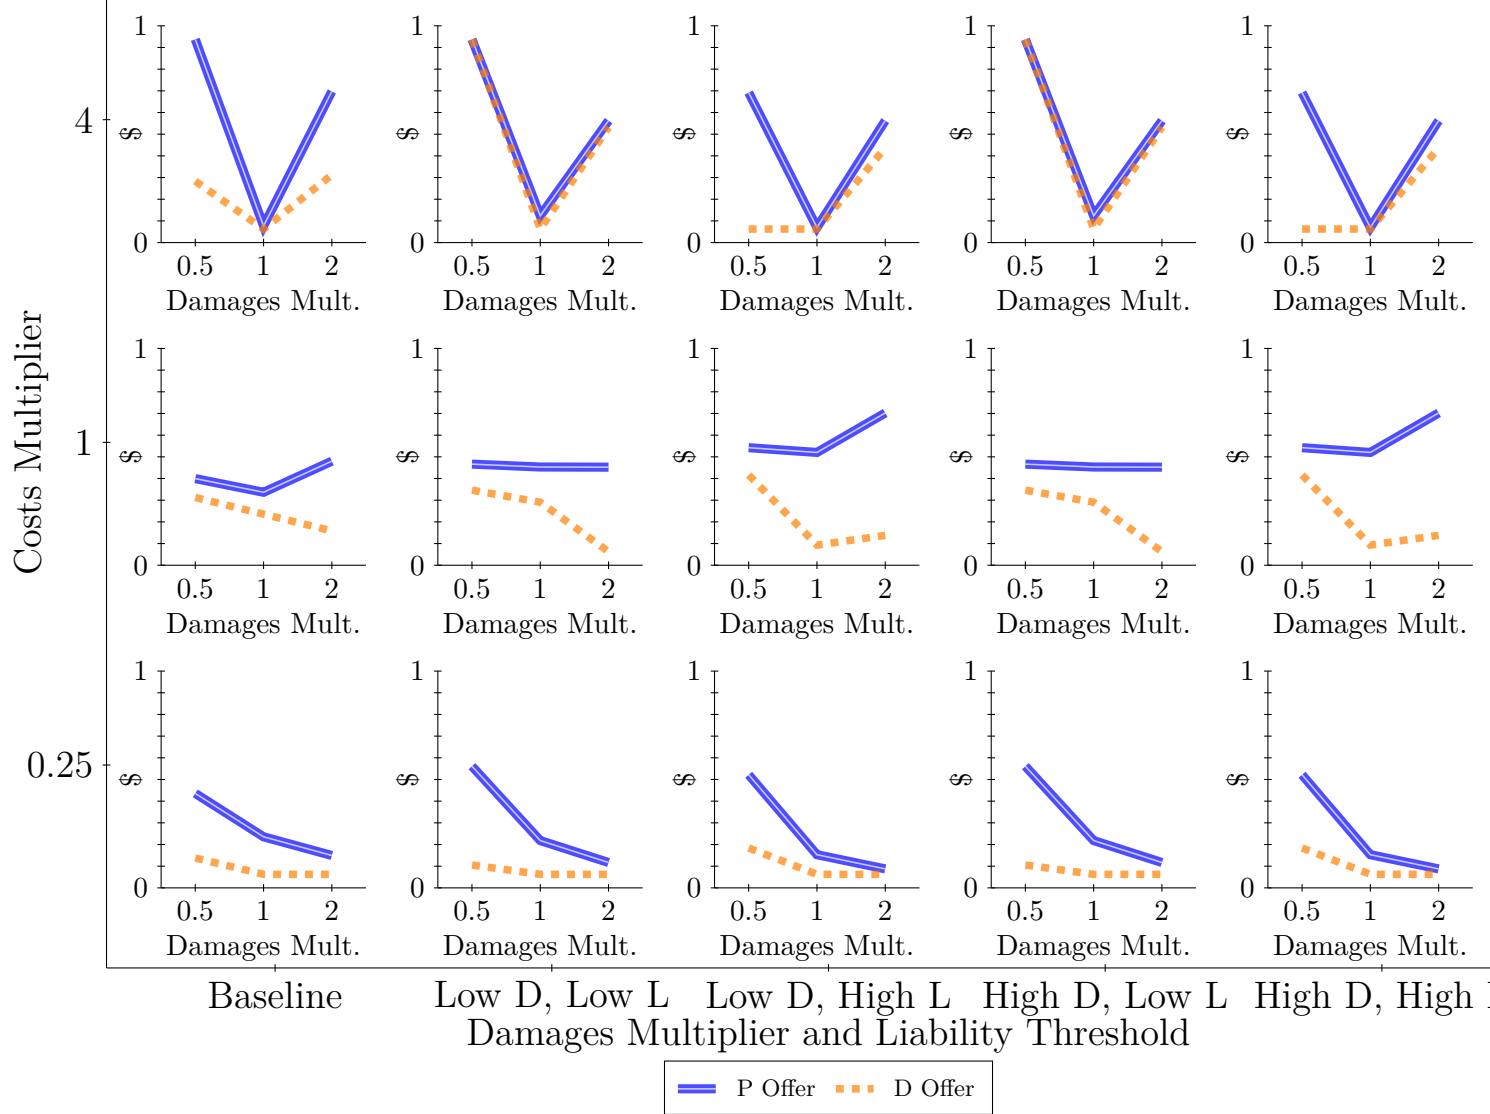 1 1 1 1 1
4 $ $ $ $ $
0 0 0 0 0
0.5 1 2 0.5 1 2 0.5 1 2 0.5 1 2 0.5 1 2
Damages Mult. Damages Mult. Damages Mult. Damages Mult. Damages Mult.
Costs Multiplier
1 1 1 1 1
1 $ $ $ $ $
0 0 0 0 0
0.5 1 2 0.5 1 2 0.5 1 2 0.5 1 2 0.5 1 2
Damages Mult. Damages Mult. Damages Mult. Damages Mult. Damages Mult.
1 1 1 1 1
0.25 $ $ $ $ $
0 0 0 0 0
0.5 1 2 0.5 1 2 0.5 1 2 0.5 1 2 0.5 1 2
Damages Mult. Damages Mult. Damages Mult. Damages Mult. Damages Mult.
Baseline Low D, Low L Low D, High L High D, Low L High D, High
Damages Multiplier and Liability Threshold
P Offer D Offer